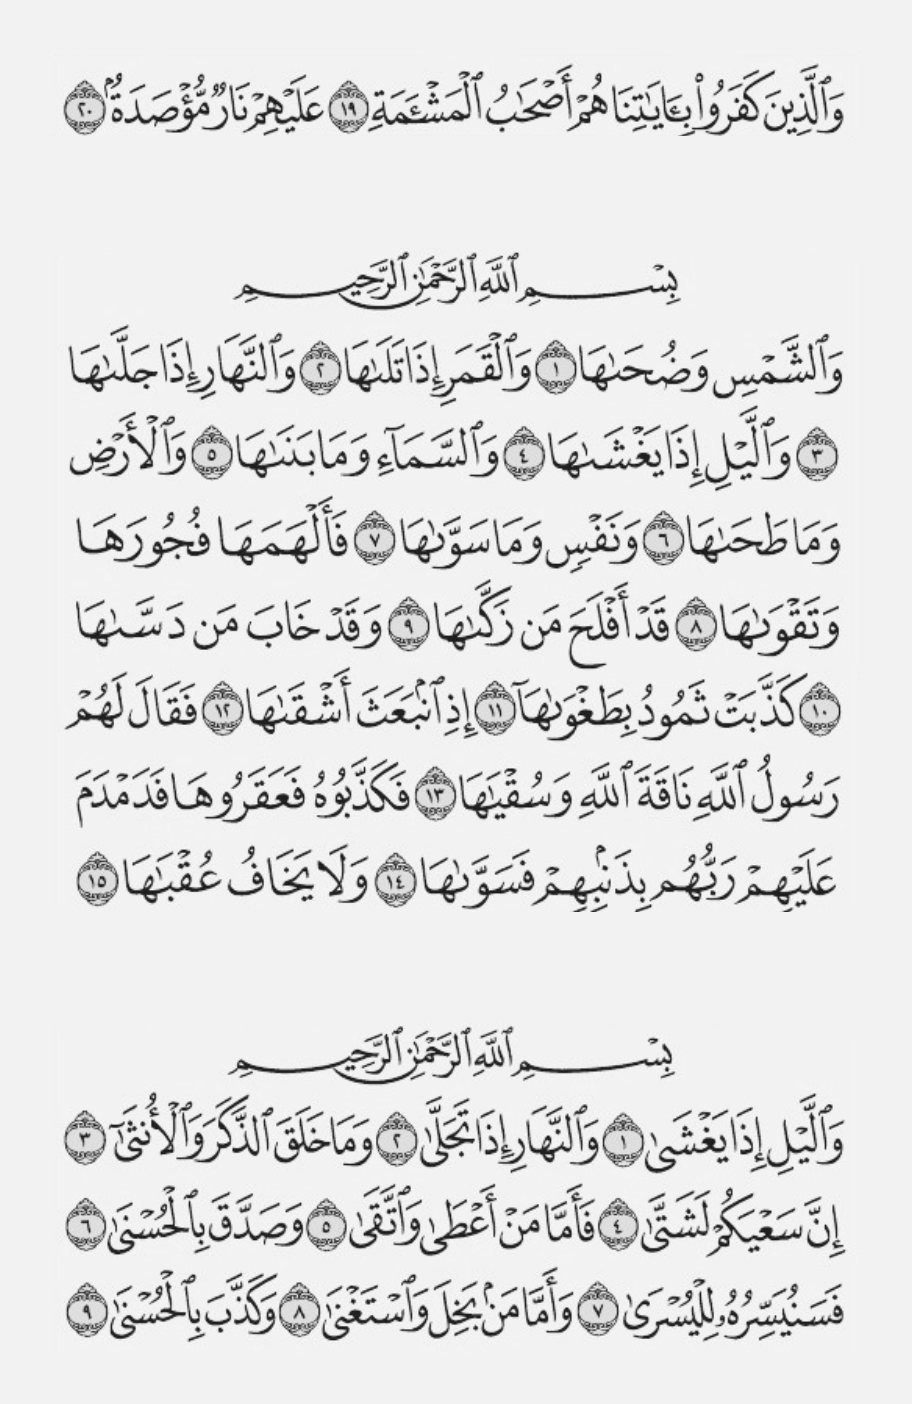 وَٱلَّذِينَ كَفَرُوا۟ بِـَٔايَـٰتِنَا هُمْ أَصْحَـٰبُ ٱلْمَشْـَٔمَةِ ١٩ عَلَيْهِمْ نَارٌ مُّؤْصَدَةٌۢ ٢٠
بِسْمِ ٱللَّهِ ٱلرَّحْمَـٰنِ ٱلرَّحِيمِ
وَٱلشَّمْسِ وَضُحَىٰهَا ١ وَٱلْقَمَرِ إِذَا تَلَىٰهَا ٢ وَٱلنَّهَارِ إِذَا جَلَّىٰهَا
٣ وَٱلَّيْلِ إِذَا يَغْشَىٰهَا ٤ وَٱلسَّمَآءِ وَمَا بَنَىٰهَا ٥ وَٱلْأَرْضِ
وَمَا طَحَىٰهَا ٦ وَنَفْسٍ وَمَا سَوَّىٰهَا ٧ فَأَلْهَمَهَا فُجُورَهَا
وَتَقْوَىٰهَا ٨ قَدْ أَفْلَحَ مَن زَكَّىٰهَا ٩ وَقَدْ خَابَ مَن دَسَّىٰهَا
١٠ كَذَّبَتْ ثَمُودُ بِطَغْوَىٰهَآ ١١ إِذِ ٱنۢبَعَثَ أَشْقَىٰهَا ١٢ فَقَالَ لَهُمْ
رَسُولُ ٱللَّهِ نَاقَةَ ٱللَّهِ وَسُقْيَـٰهَا ١٣ فَكَذَّبُوهُ فَعَقَرُوهَا فَدَمْدَمَ
عَلَيْهِمْ رَبُّهُم بِذَنۢبِهِمْ فَسَوَّىٰهَا ١٤ وَلَا يَخَافُ عُقْبَـٰهَا ١٥
بِسْمِ ٱللَّهِ ٱلرَّحْمَـٰنِ ٱلرَّحِيمِ
وَٱلَّيْلِ إِذَا يَغْشَىٰ ١ وَٱلنَّهَارِ إِذَا تَجَلَّىٰ ٢ وَمَا خَلَقَ ٱلذَّكَرَ وَٱلْأُنثَىٰٓ ٣
إِنَّ سَعْيَكُمْ لَشَتَّىٰ ٤ فَأَمَّا مَنْ أَعْطَىٰ وَٱتَّقَىٰ ٥ وَصَدَّقَ بِٱلْحُسْنَىٰ ٦
فَسَنُيَسِّرُهُۥ لِلْيُسْرَىٰ ٧ وَأَمَّا مَنۢ بَخِلَ وَٱسْتَغْنَىٰ ٨ وَكَذَّبَ بِٱلْحُسْنَىٰ ٩